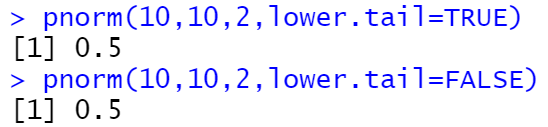 > pnorm(10,10,2,lower.tail=TRUE)
[1] 0.5
> pnorm(10,10,2,lower.tail=FALSE)
[1] 0.5